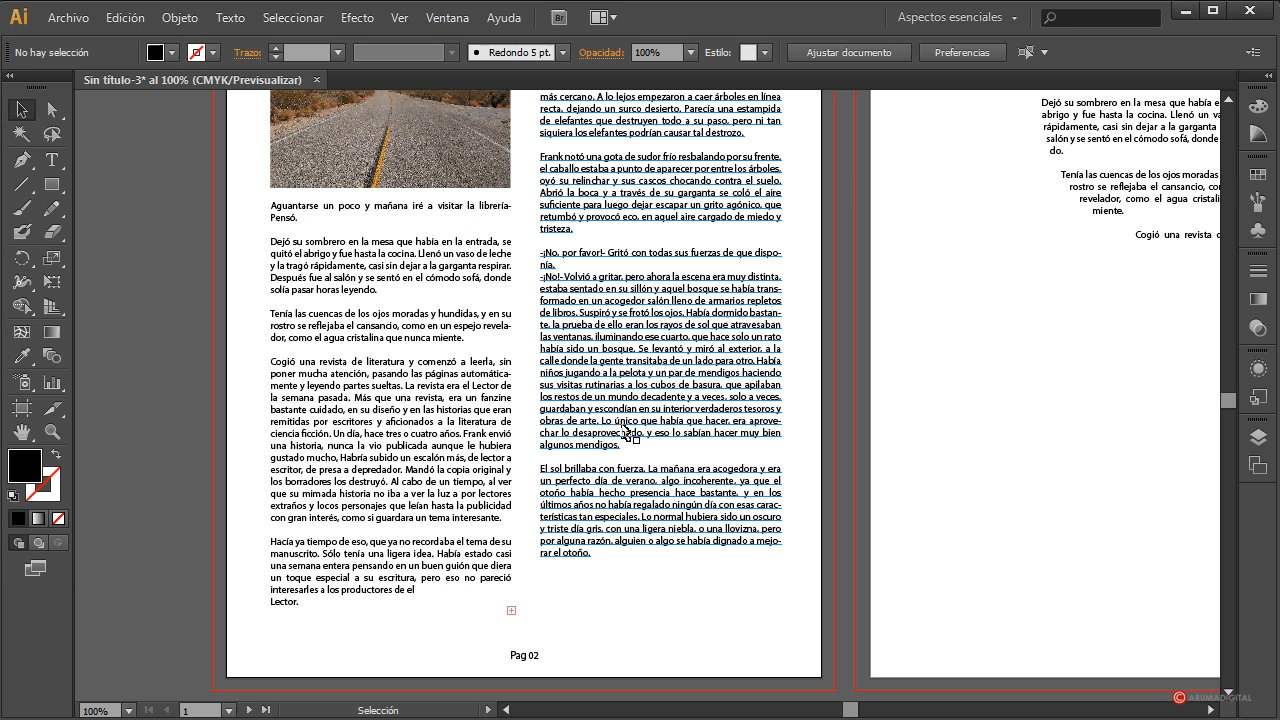 Ai Archivo Edición Objeto Texto Seleccionar Efecto Ver Ventana Ayuda Br Aspectos esenciales
No hay selección Trazo: Redondo 5 pt. Opacidad: 100% Estilo: Ajustar documento Preferencias
Sin título-3* al 100% (CMYK/Previsualizar) ×
Aguantarse un poco y mañana iré a visitar la librería-
Pensó.
Dejó su sombrero en la mesa que había en la entrada, se
quitó el abrigo y fue hasta la cocina. Llenó un vaso de leche
y la tragó rápidamente, casi sin dejar a la garganta respirar.
Después fue al salón y se sentó en el cómodo sofá, donde
solía pasar horas leyendo.
Tenía las cuencas de los ojos moradas y hundidas, y en su
rostro se reflejaba el cansancio, como en un espejo revela-
dor, como el agua cristalina que nunca miente.
Cogió una revista de literatura y comenzó a leerla, sin
poner mucha atención, pasando las páginas automática-
mente y leyendo partes sueltas. La revista era el Lector de
la semana pasada. Más que una revista, era un fanzine
bastante cuidado, en su diseño y en las historias que eran
remitidas por escritores y aficionados a la literatura de
ciencia ficción. Un día, hace tres o cuatro años. Frank envió
una historia, nunca la vio publicada aunque le hubiera
gustado mucho, Habría subido un escalón más, de lector a
escritor, de presa a depredador. Mandó la copia original y
los borradores los destruyó. Al cabo de un tiempo, al ver
que su mimada historia no iba a ver la luz a por lectores
extraños y locos personajes que leían hasta la publicidad
con gran interés, como si guardara un tema interesante.
Hacía ya tiempo de eso, que ya no recordaba el tema de su
manuscrito. Sólo tenía una ligera idea. Había estado casi
una semana entera pensando en un buen guión que diera
un toque especial a su escritura, pero eso no pareció
interesarles a los productores de el
Lector.
más cercano. A lo lejos empezaron a caer árboles en línea
recta, dejando un surco desierto. Parecía una estampida
de elefantes que destruyen todo a su paso, pero ni tan
siquiera los elefantes podrían causar tal destrozo.
Frank notó una gota de sudor frío resbalando por su frente,
el caballo estaba a punto de aparecer por entre los árboles,
oyó su relinchar y sus cascos chocando contra el suelo.
Abrió la boca y a través de su garganta se coló el aire
suficiente para luego dejar escapar un grito agónico, que
retumbó y provocó eco, en aquel aire cargado de miedo y
tristeza.
-¡No, por favor!- Gritó con todas sus fuerzas de que dispo-
nía.
-¡No!- Volvió a gritar, pero ahora la escena era muy distinta,
estaba sentado en su sillón y aquel bosque se había trans-
formado en un acogedor salón lleno de armarios repletos
de libros. Suspiró y se frotó los ojos. Había dormido bastan-
te, la prueba de ello eran los rayos de sol que atravesaban
las ventanas, iluminando ese cuarto, que hace solo un rato
había sido un bosque. Se levantó y miró al exterior, a la
calle donde la gente transitaba de un lado para otro. Había
niños jugando a la pelota y un par de mendigos haciendo
sus visitas rutinarias a los cubos de basura, que apilaban
los restos de un mundo decadente y a veces, solo a veces,
guardaban y escondían en su interior verdaderos tesoros y
obras de arte. Lo único que había que hacer, era aprove-
char lo desaprovechado, y eso lo sabían hacer muy bien
algunos mendigos.
El sol brillaba con fuerza. La mañana era acogedora y era
un perfecto día de verano, algo incoherente, ya que el
otoño había hecho presencia hace bastante, y en los
últimos años no había regalado ningún día con esas carac-
terísticas tan especiales. Lo normal hubiera sido un oscuro
y triste día gris, con una ligera niebla, o una llovizna, pero
por alguna razón, alguien o algo se había dignado a mejo-
rar el otoño.
Pag 02
Dejó su sombrero en la mesa que había e
abrigo y fue hasta la cocina. Llenó un va
rápidamente, casi sin dejar a la garganta
salón y se sentó en el cómodo sofá, donde
do.
Tenía las cuencas de los ojos moradas
rostro se reflejaba el cansancio, co
revelador, como el agua cristali
miente.
Cogió una revista d
100% 1 Selección
© ARUMADIGITAL